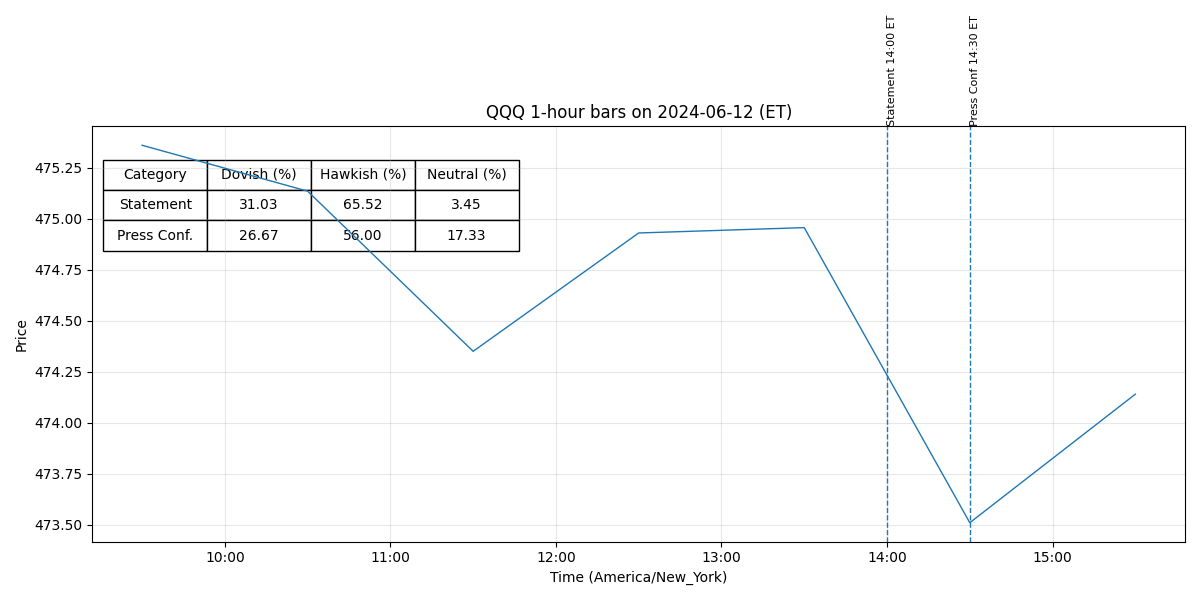 Statement 14:00 ET
Press Conf 14:30 ET
QQQ 1-hour bars on 2024-06-12 (ET)
Category Dovish (%) Hawkish (%) Neutral (%)
Statement 31.03 65.52 3.45
Press Conf. 26.67 56.00 17.33
475.25
475.00
474.75
474.50
474.25
474.00
473.75
473.50
Price
10:00 11:00 12:00 13:00 14:00 15:00
Time (America/New_York)